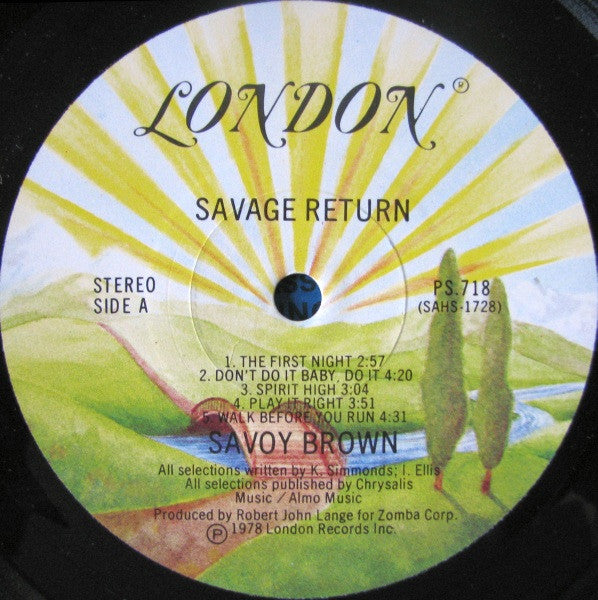 LONDON ℗
SAVAGE RETURN
STEREO
SIDE A
PS.718
(SAHS-1728)
1. THE FIRST NIGHT 2:57
2. DON'T DO IT BABY, DO IT 4:20
3. SPIRIT HIGH 3:04
4. PLAY IT RIGHT 3:51
5. WALK BEFORE YOU RUN 4:31
SAVOY BROWN
All selections written by K. Simmonds; I. Ellis
All selections published by Chrysalis
Music / Almo Music
Produced by Robert John Lange for Zomba Corp.
℗ 1978 London Records Inc.